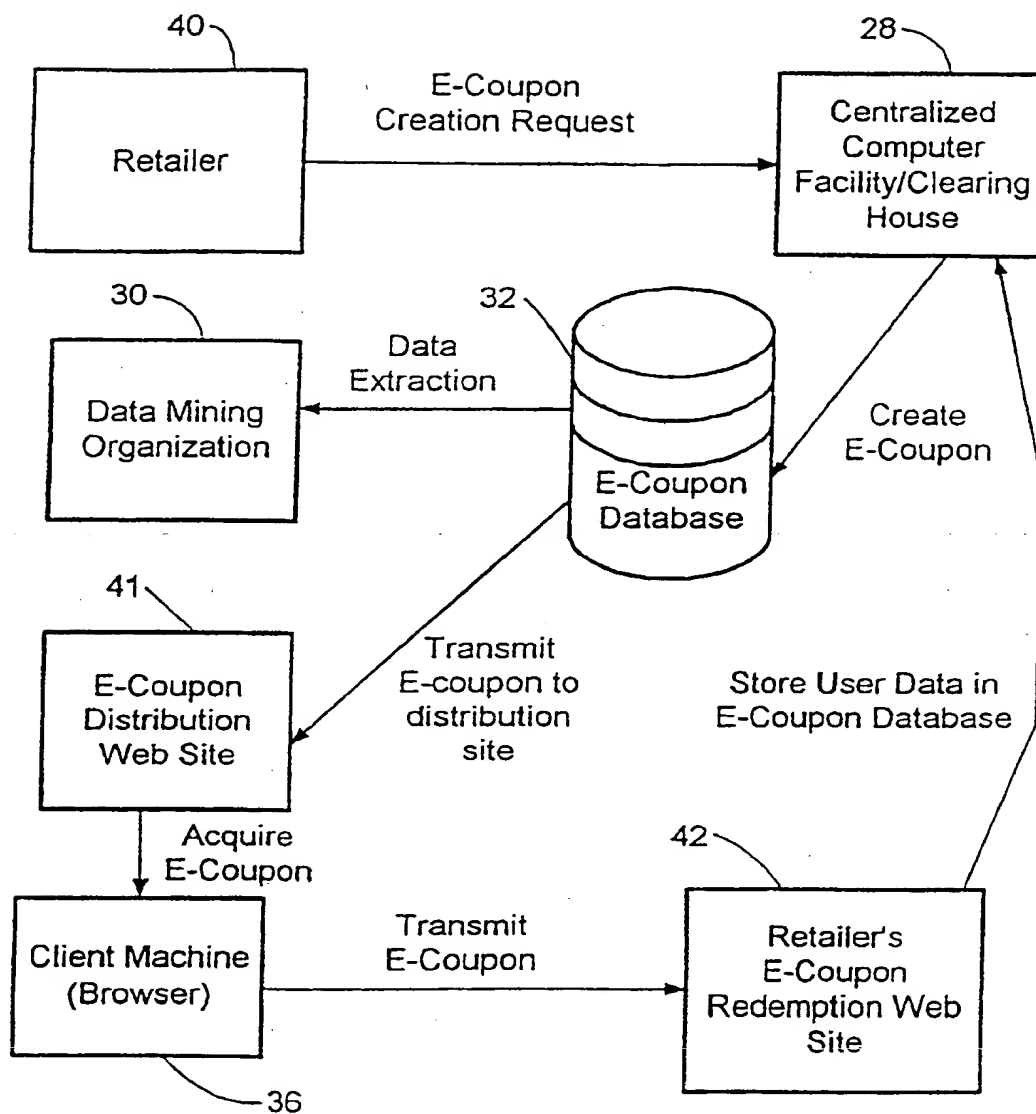 40
28
E-Coupon
Creation Request
Retailer
Centralized
Computer
Facility/Clearing
House
30
32
Data
Extraction
Data Mining
Organization
Create
E-Coupon
E-Coupon
Database
41
E-Coupon
Distribution
Web Site
Transmit
E-coupon to
distribution
site
Store User Data in
E-Coupon Database
Acquire
E-Coupon
42
Client Machine
(Browser)
Transmit
E-Coupon
Retailer's
E-Coupon
Redemption Web
Site
36